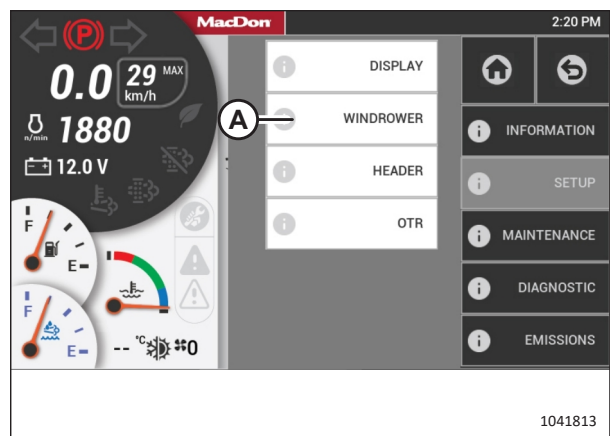 MacDon
2:20 PM
P
0.0
29 MAX
km/h
n/min
1880
12.0 V
F
E
F
E
-- °C
0
DISPLAY
A
WINDROWER
HEADER
OTR
i INFORMATION
i SETUP
i MAINTENANCE
i DIAGNOSTIC
i EMISSIONS
1041813